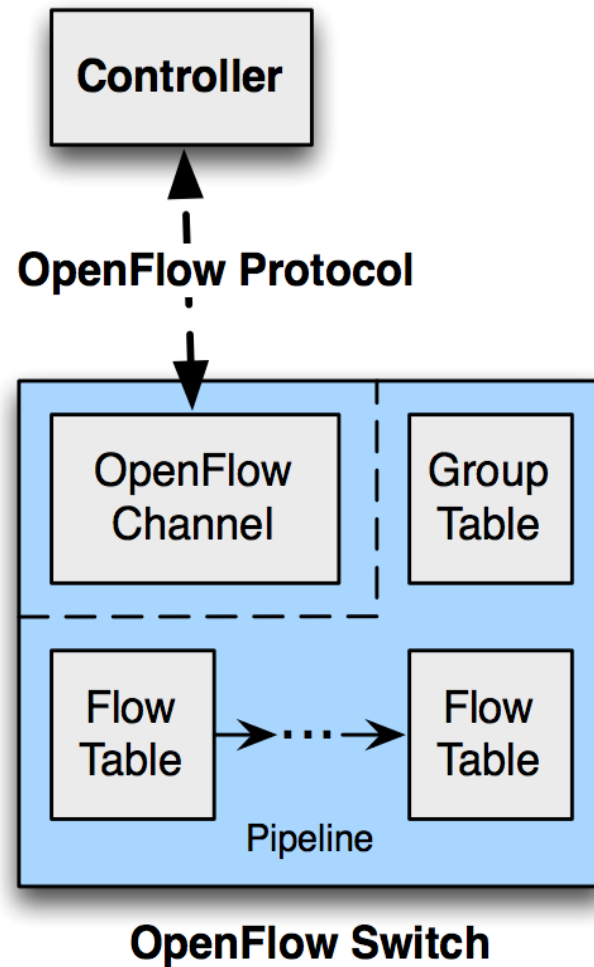 Controller
OpenFlow Protocol
OpenFlow
Channel
Group
Table
Flow
Table
...
Flow
Table
Pipeline
OpenFlow Switch